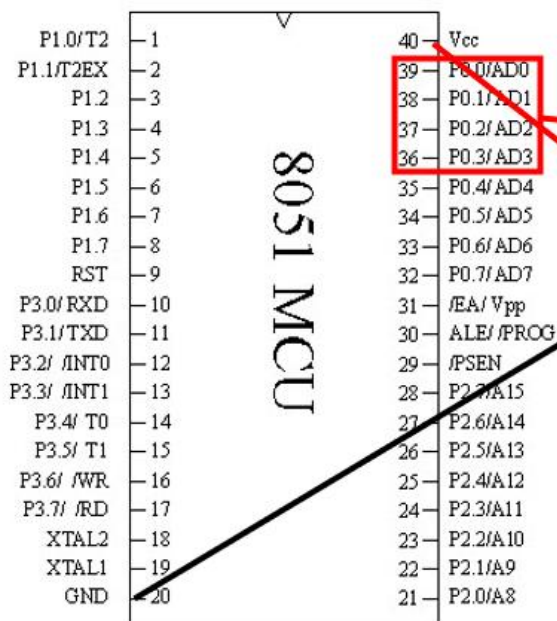 P1.0/T2 1 40 Vcc
P1.1/T2EX 2 39 P0.0/AD0
P1.2 3 38 P0.1/AD1
P1.3 4 37 P0.2/AD2
P1.4 5 36 P0.3/AD3
P1.5 6 35 P0.4/AD4
P1.6 7 34 P0.5/AD5
P1.7 8 33 P0.6/AD6
RST 9 32 P0.7/AD7
P3.0/RXD 10 31 /EA/Vpp
P3.1/TXD 11 30 ALE/ /PROG
P3.2/ /INT0 12 29 /PSEN
P3.3/ /INT1 13 28 P2.7/A15
P3.4/ T0 14 27 P2.6/A14
P3.5/ T1 15 26 P2.5/A13
P3.6/ /WR 16 25 P2.4/A12
P3.7/ /RD 17 24 P2.3/A11
XTAL2 18 23 P2.2/A10
XTAL1 19 22 P2.1/A9
GND 20 21 P2.0/A8
8051 MCU